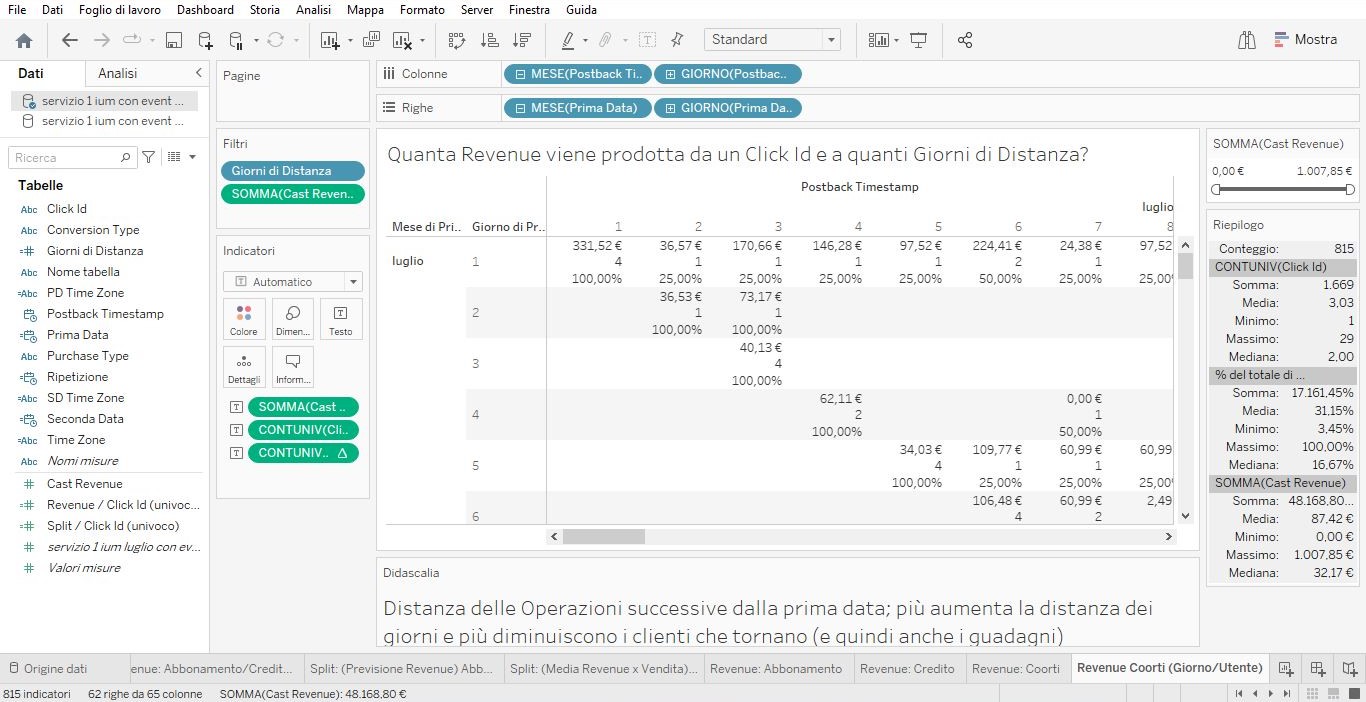 File Dati Foglio di lavoro Dashboard Storia Analisi Mappa Formato Server Finestra Guida
Standard
Mostra
Dati Analisi
servizio 1 ium con event ...
servizio 1 ium con event ...
Ricerca
Tabelle
Abc Click Id
Abc Conversion Type
=# Giorni di Distanza
Abc Nome tabella
=Abc PD Time Zone
Postback Timestamp
Prima Data
Abc Purchase Type
Ripetizione
=Abc SD Time Zone
Seconda Data
=Abc Time Zone
Abc Nomi misure
# Cast Revenue
=# Revenue / Click Id (univoc...
=# Split / Click Id (univoco)
# servizio 1 ium luglio con ev...
# Valori misure
Pagine
Filtri
Giorni di Distanza
SOMMA(Cast Reven..
Indicatori
T Automatico
Colore Dimen... Testo
Dettagli Inform...
T SOMMA(Cast ..
T CONTUNIV(Cli..
T CONTUNIV.. Δ
Colonne MESE(Postback Ti.. GIORNO(Postbac..
Righe MESE(Prima Data) GIORNO(Prima Da..
Quanta Revenue viene prodotta da un Click Id e a quanti Giorni di Distanza?
Postback Timestamp
luglio
Mese di Pri.. Giorno di Pr.. 1 2 3 4 5 6 7 8
331,52 € 36,57 € 170,66 € 146,28 € 97,52 € 224,41 € 24,38 € 97,52
luglio 1 4 1 1 1 1 2 1 1
100,00% 25,00% 25,00% 25,00% 25,00% 50,00% 25,00% 25,00%
36,53 € 73,17 €
2 1 1
100,00% 100,00%
40,13 €
3 4
100,00%
62,11 € 0,00 €
4 2 1
100,00% 50,00%
34,03 € 109,77 € 60,99 € 60,99
5 4 1 1 1
100,00% 25,00% 25,00% 25,00%
106,48 € 60,99 € 2,49
6 4 2
Didascalia
Distanza delle Operazioni successive dalla prima data; più aumenta la distanza dei
giorni e più diminuiscono i clienti che tornano (e quindi anche i guadagni)
SOMMA(Cast Revenue)
0,00 € 1.007,85 €
Riepilogo
Conteggio: 815
CONTUNIV(Click Id)
Somma: 1.669
Media: 3,03
Minimo: 1
Massimo: 29
Mediana: 2,00
% del totale di ...
Somma: 17.161,45%
Media: 31,15%
Minimo: 3,45%
Massimo: 100,00%
Mediana: 16,67%
SOMMA(Cast Revenue)
Somma: 48.168,80...
Media: 87,42 €
Minimo: 0,00 €
Massimo: 1.007,85 €
Mediana: 32,17 €
Origine dati enue: Abbonamento/Credit... Split: (Previsione Revenue) Abb... Split: (Media Revenue x Vendita)... Revenue: Abbonamento Revenue: Credito Revenue: Coorti Revenue Coorti (Giorno/Utente)
815 indicatori 62 righe da 65 colonne SOMMA(Cast Revenue): 48.168,80 €